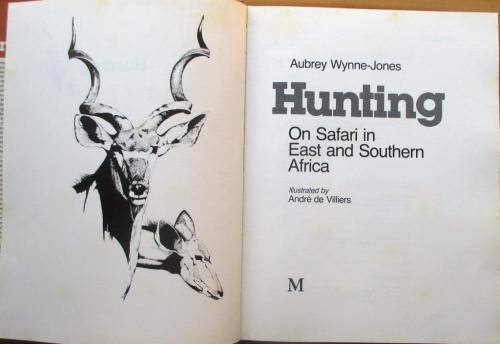 Aubrey Wynne-Jones
Hunting
On Safari in
East and Southern
Africa
Illustrated by
André de Villiers
M